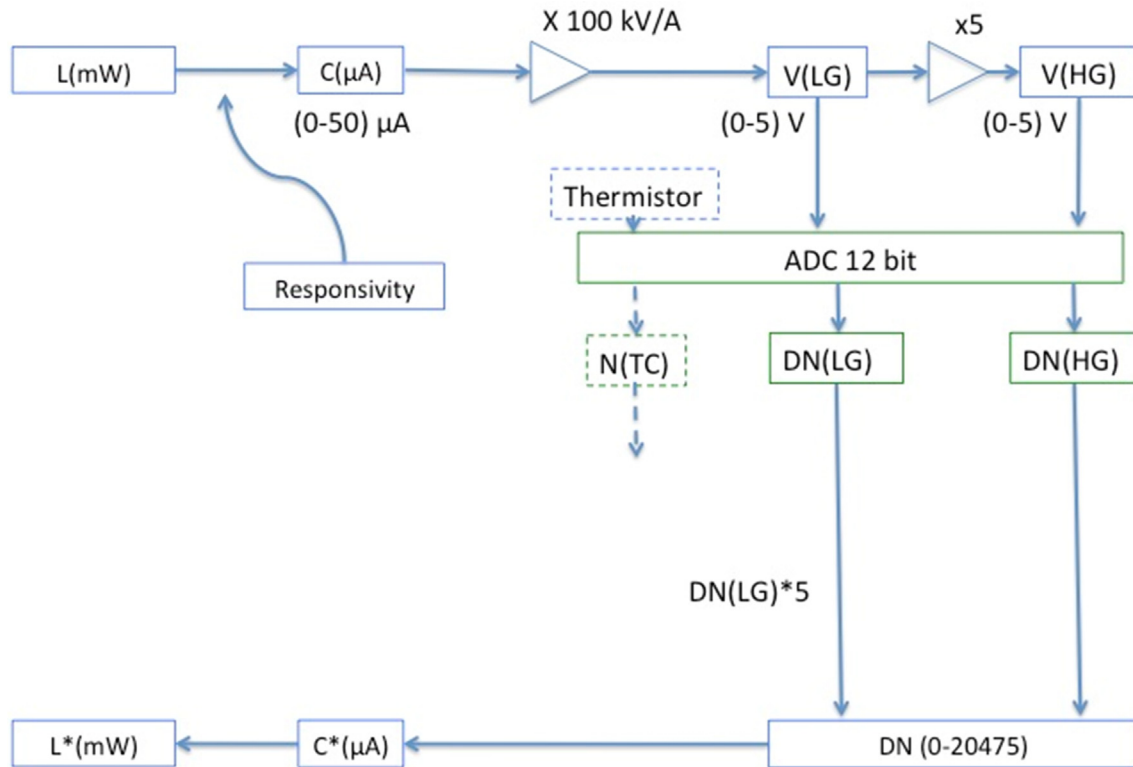 X 100 kV/A
x5
L(mW)
C(μA)
V(LG)
V(HG)
(0-50) μA
(0-5) V
(0-5) V
Thermistor
ADC 12 bit
Responsivity
N(TC)
DN(LG)
DN(HG)
DN(LG)*5
L*(mW)
C*(μA)
DN (0-20475)